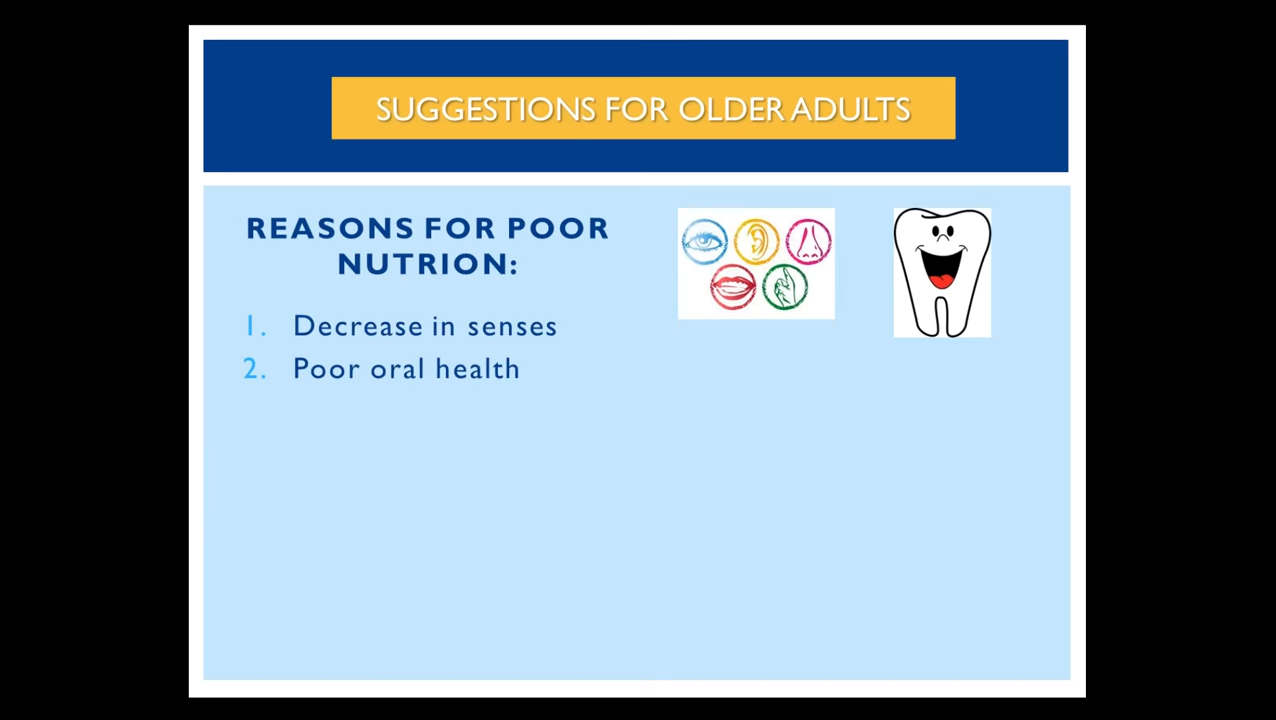 SUGGESTIONS FOR OLDER ADULTS
REASONS FOR POOR
NUTRION:
1. Decrease in senses
2. Poor oral health